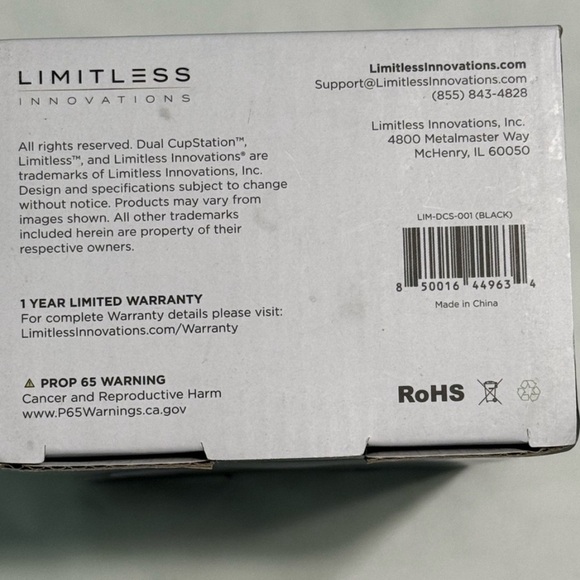 LIMITLESS
INNOVATIONS
All rights reserved. Dual CupStation™,
Limitless™, and Limitless Innovations® are
trademarks of Limitless Innovations, Inc.
Design and specifications subject to change
without notice. Products may vary from
images shown. All other trademarks
included herein are property of their
respective owners.
1 YEAR LIMITED WARRANTY
For complete Warranty details please visit:
LimitlessInnovations.com/Warranty
⚠ PROP 65 WARNING
Cancer and Reproductive Harm
www.P65Warnings.ca.gov
LimitlessInnovations.com
Support@LimitlessInnovations.com
(855) 843-4828
Limitless Innovations, Inc.
4800 Metalmaster Way
McHenry, IL 60050
LIM-DCS-001 (BLACK)
8 50016 44963 4
Made in China
RoHS